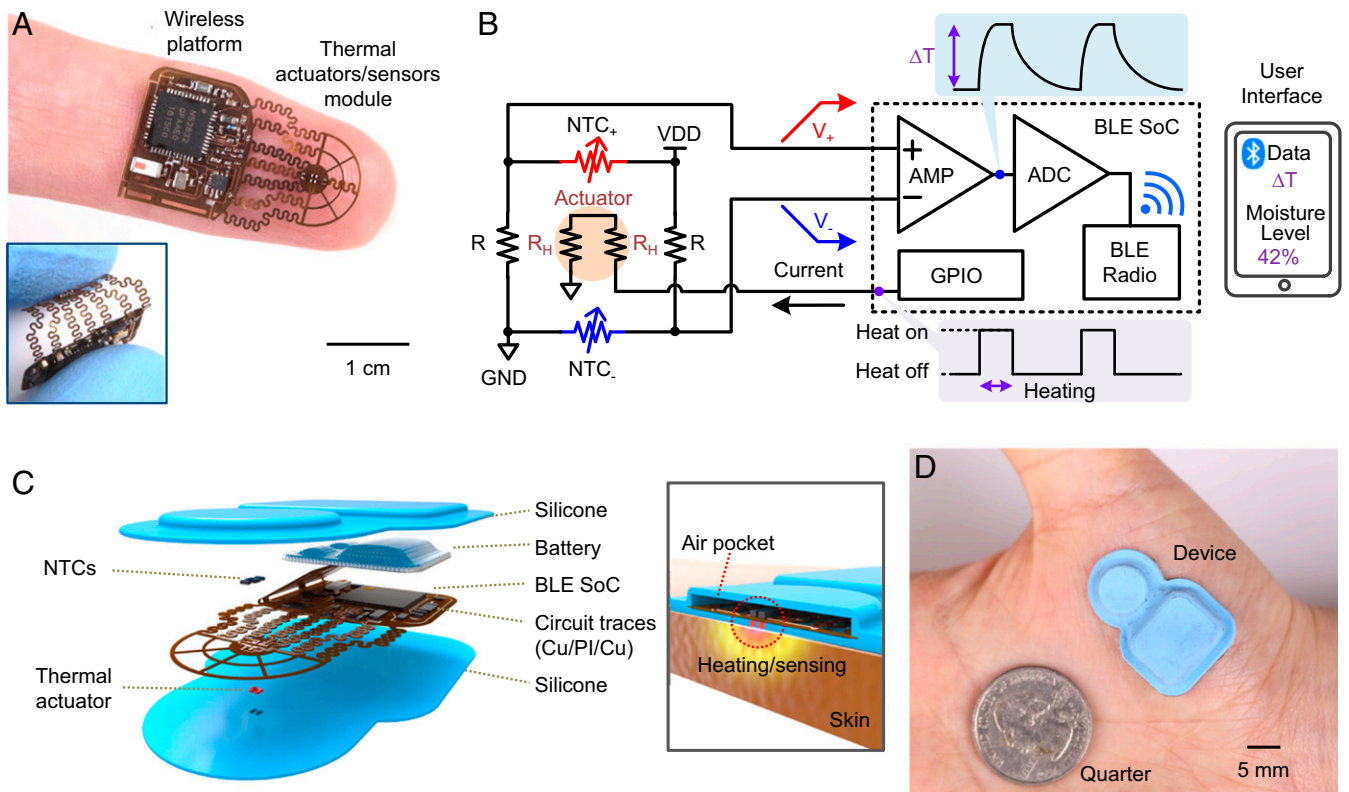 A
Wireless
platform
Thermal
actuators/sensors
module
1 cm
B
NTC+
VDD
Actuator
R
RH
RH
R
GND
NTC-
V+
V-
Current
ΔT
BLE SoC
+
AMP
−
ADC
GPIO
BLE
Radio
Heat on
Heat off
Heating
User
Interface
Data
ΔT
Moisture
Level
42%
C
Silicone
Battery
NTCs
BLE SoC
Circuit traces
(Cu/PI/Cu)
Thermal
actuator
Silicone
Air pocket
Heating/sensing
Skin
D
Device
Quarter
5 mm